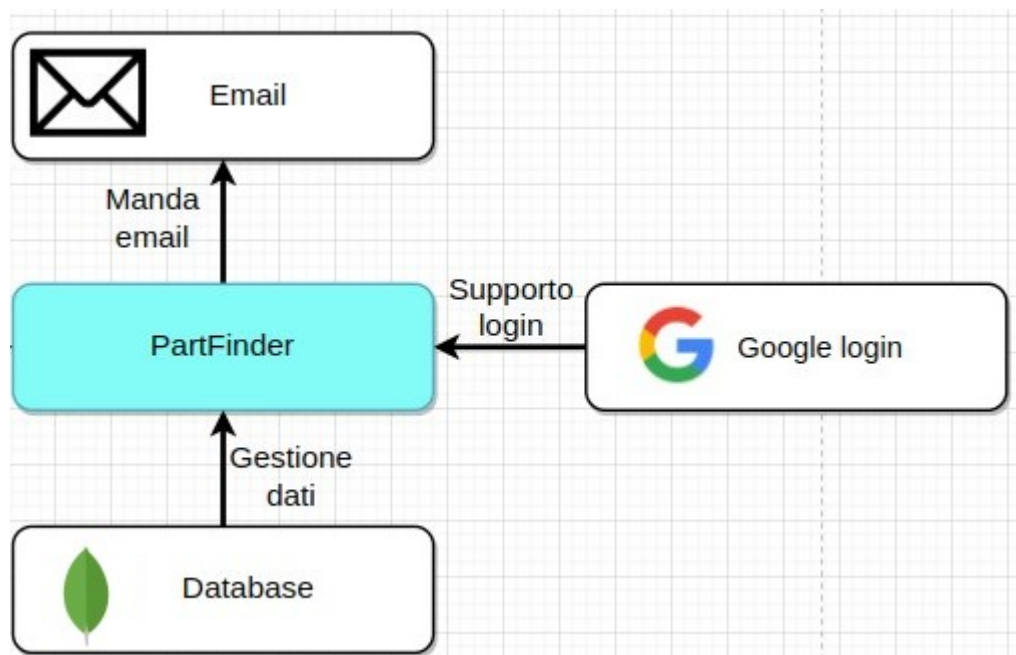 Email
Manda
email
PartFinder
Supporto
login
Google login
Gestione
dati
Database